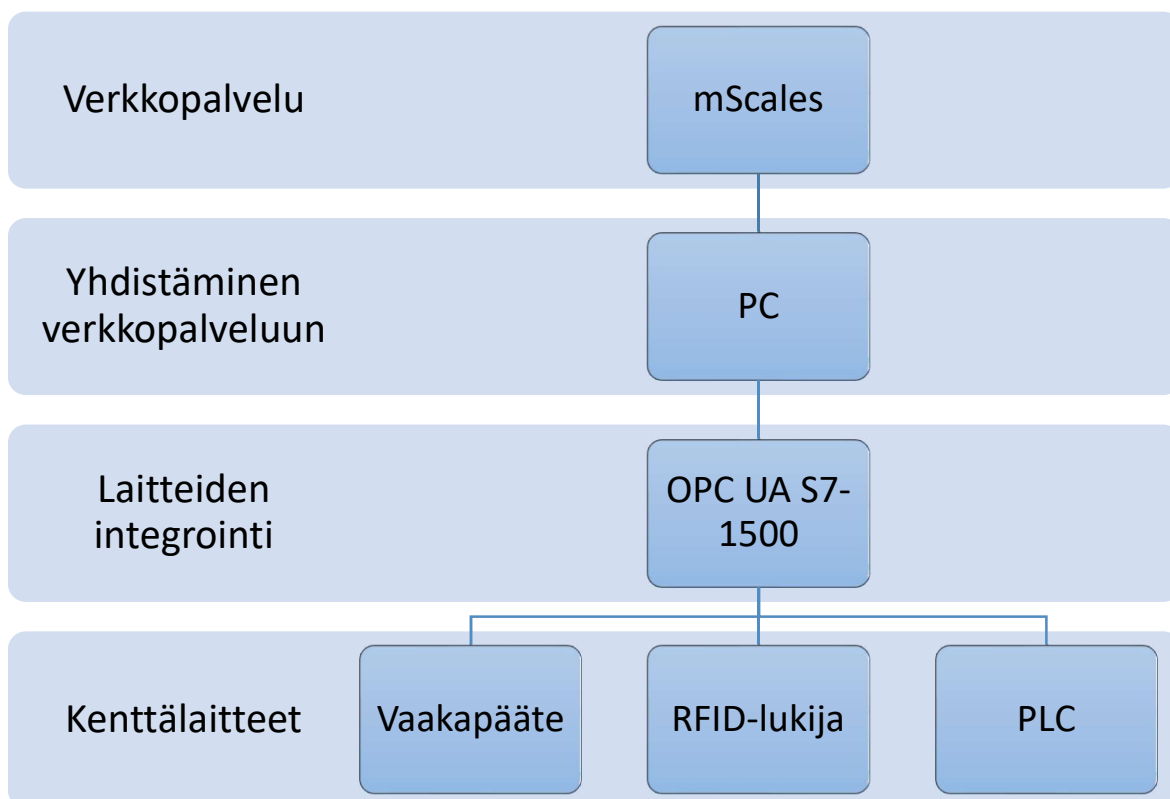 Verkkopalvelu
mScales
Yhdistäminen
verkkopalveluun
PC
Laitteiden
integrointi
OPC UA S7-
1500
Kenttälaitteet
Vaakapääte
RFID-lukija
PLC